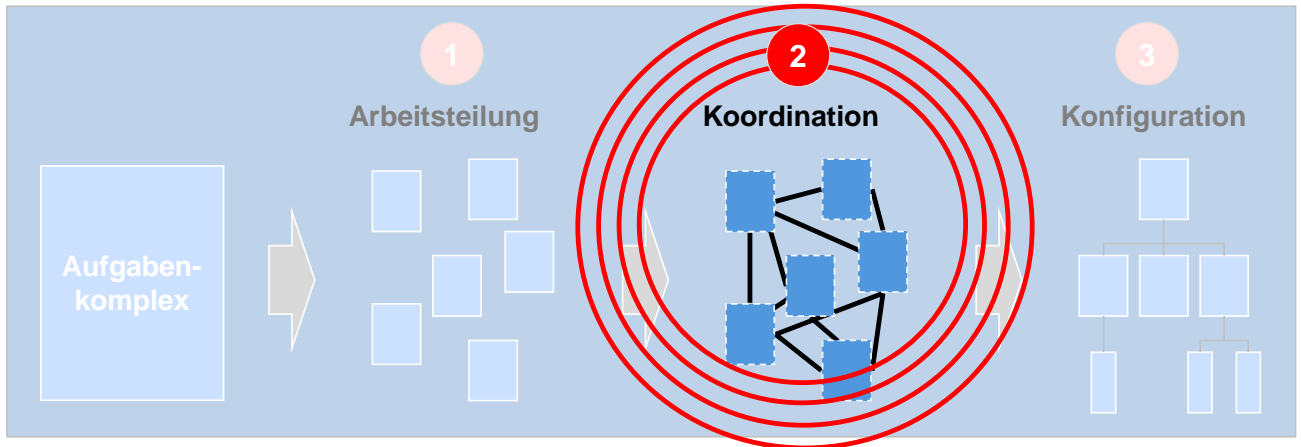 1
2
3
Arbeitsteilung
Koordination
Konfiguration
Aufgaben-
komplex